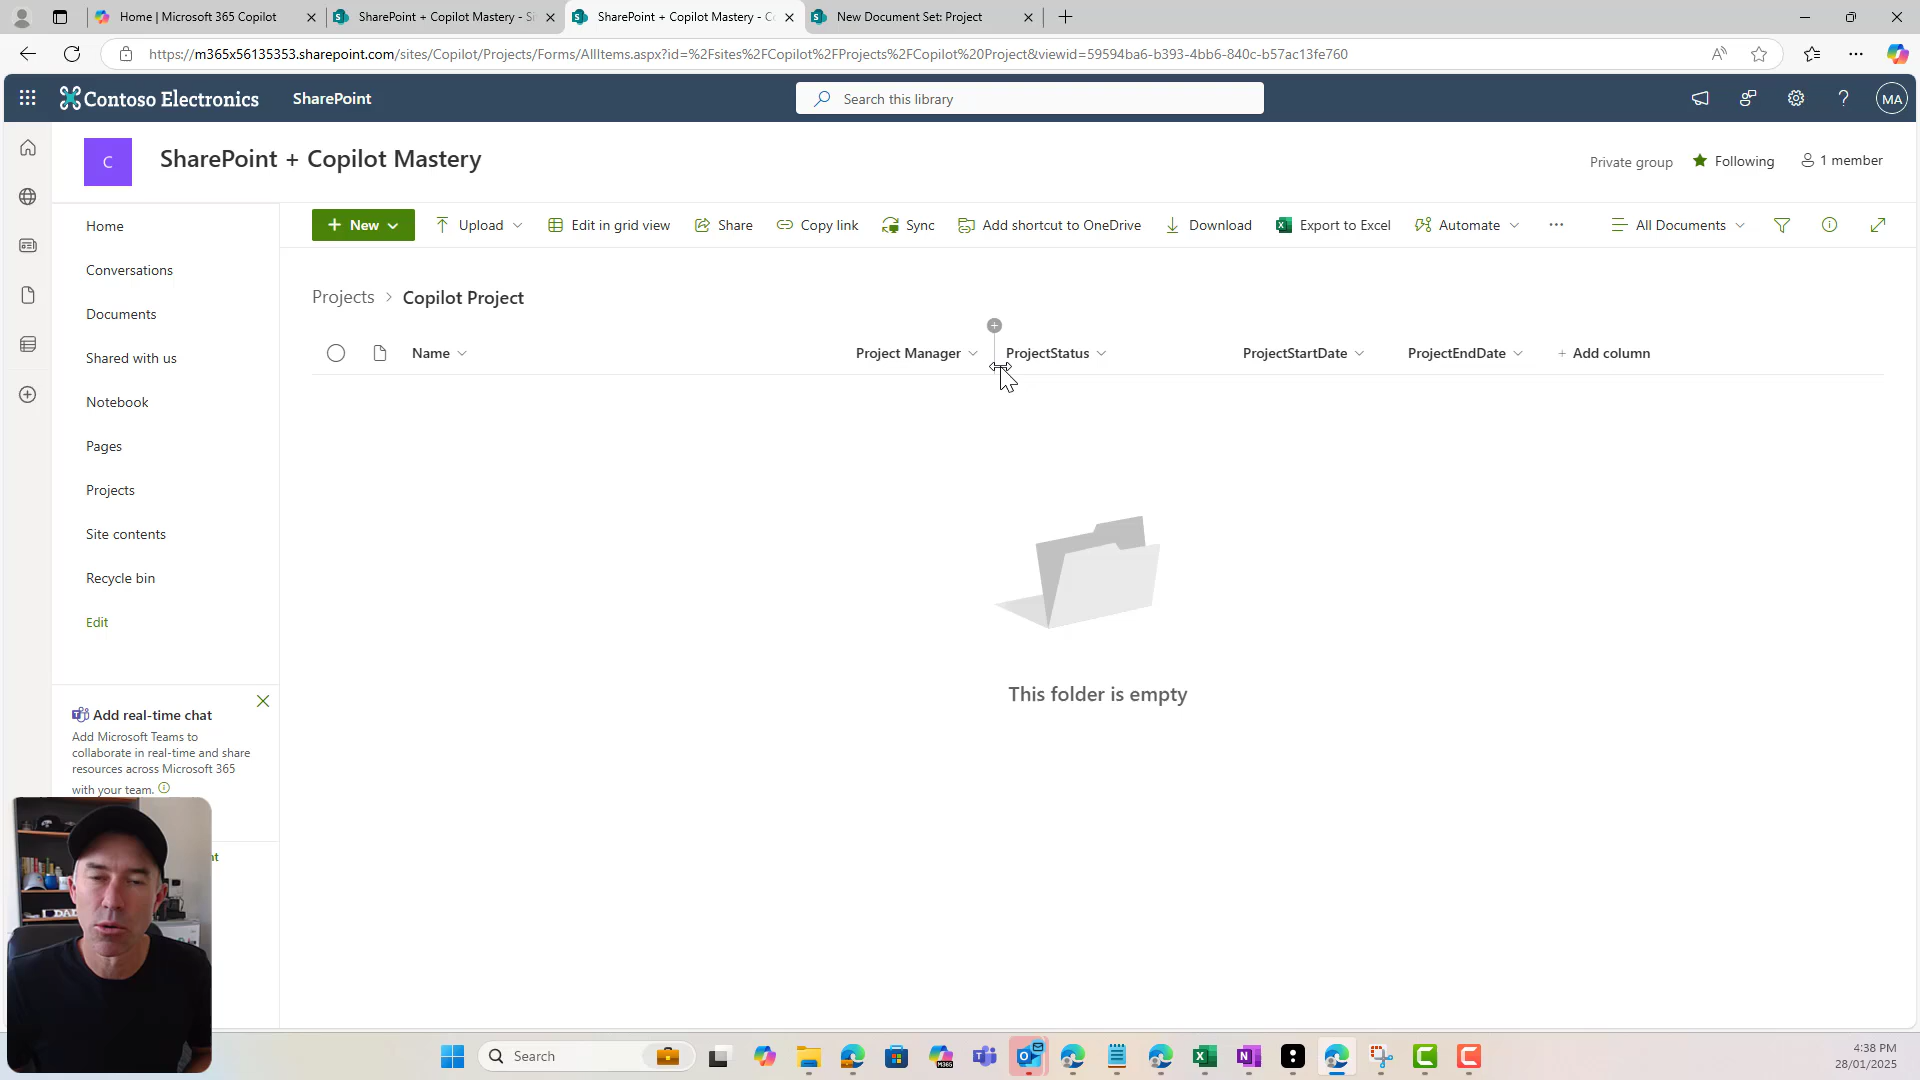 Home | Microsoft 365 Copilot
SharePoint + Copilot Mastery - Si
SharePoint + Copilot Mastery - Co
New Document Set: Project
https://m365x56135353.sharepoint.com/sites/Copilot/Projects/Forms/AllItems.aspx?id=%2Fsites%2FCopilot%2FProjects%2FCopilot%20Project&viewid=59594ba6-b393-4bb6-840c-b57ac13fe760
Contoso Electronics
SharePoint
Search this library
MA
C
SharePoint + Copilot Mastery
Private group
Following
1 member
New
Upload
Edit in grid view
Share
Copy link
Sync
Add shortcut to OneDrive
Download
Export to Excel
Automate
All Documents
Home
Conversations
Documents
Shared with us
Notebook
Pages
Projects
Site contents
Recycle bin
Edit
Projects > Copilot Project
Name
Project Manager
ProjectStatus
ProjectStartDate
ProjectEndDate
+ Add column
This folder is empty
Add real-time chat
Add Microsoft Teams to
collaborate in real-time and share
resources across Microsoft 365
with your team.
nt
DAD
Search
M365
4:38 PM
28/01/2025